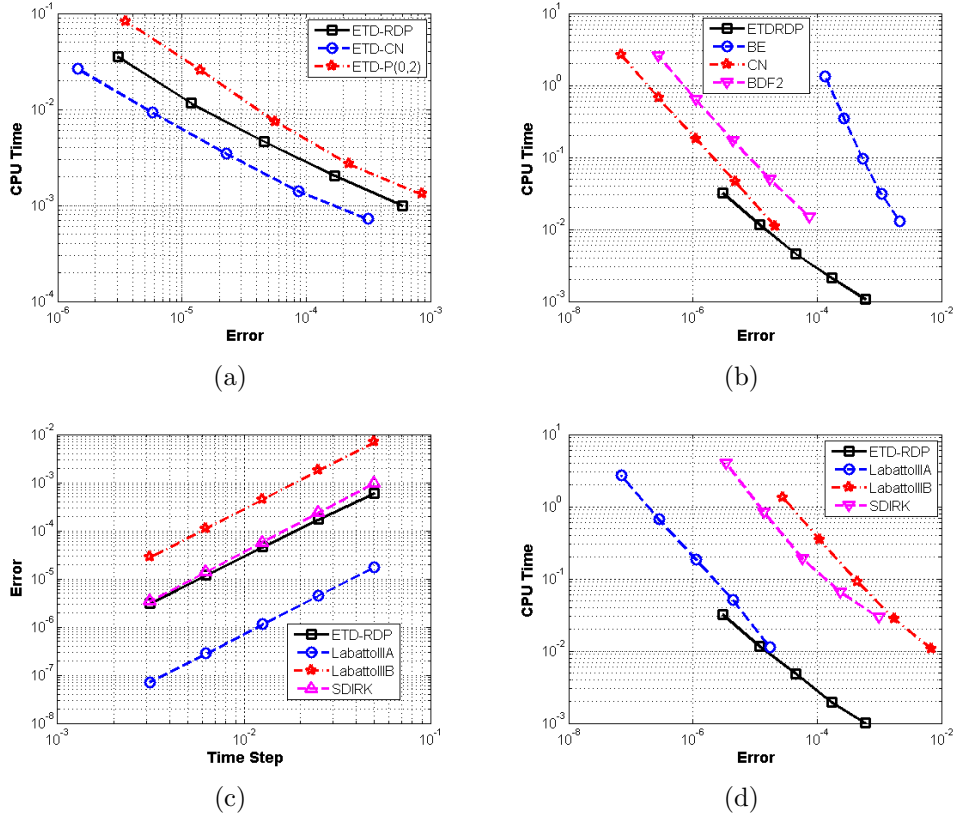 10^-1
10^-2
10^-3
10^-4
10^-6
10^-5
10^-4
10^-3
CPU Time
Error
ETD-RDP
ETD-CN
ETD-P(0,2)
(a)
10^1
10^0
10^-1
10^-2
10^-3
10^-8
10^-6
10^-4
10^-2
CPU Time
Error
ETDRDP
BE
CN
BDF2
(b)
10^-2
10^-3
10^-4
10^-5
10^-6
10^-7
10^-8
10^-3
10^-2
10^-1
Error
Time Step
ETD-RDP
LabattoIIIA
LabattoIIIB
SDIRK
(c)
10^1
10^0
10^-1
10^-2
10^-3
10^-8
10^-6
10^-4
10^-2
CPU Time
Error
ETD-RDP
LabattoIIIA
LabattoIIIB
SDIRK
(d)